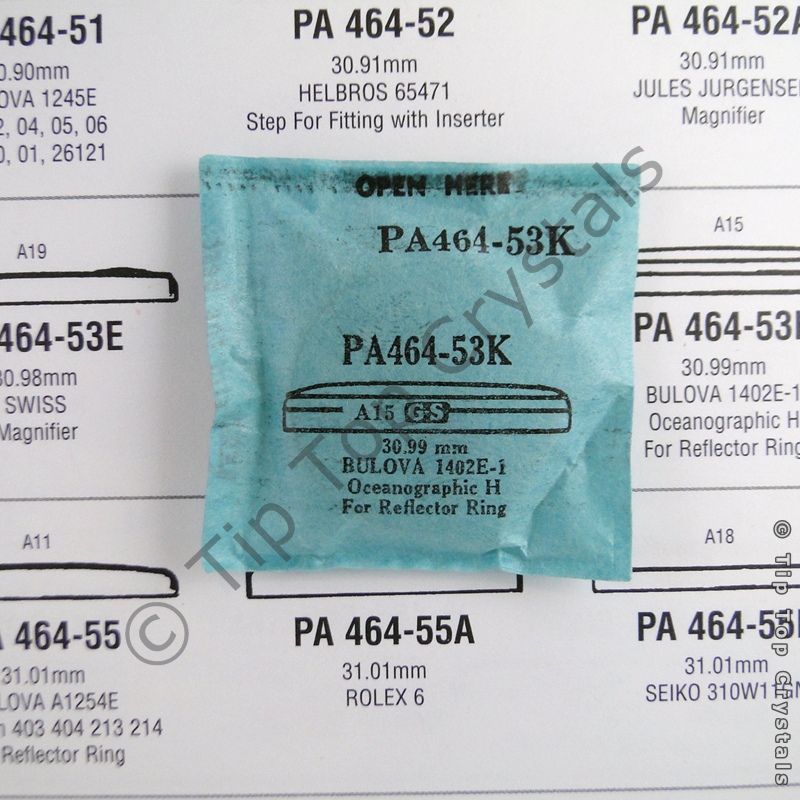 464-51
0.90mm
OVA 1245E
2, 04, 05, 06
0, 01, 26121
PA 464-52
30.91mm
HELBROS 65471
Step For Fitting with Inserter
PA 464-52A
30.91mm
JULES JURGENSE
Magnifier
OPEN HERE
PA464-53K
PA464-53K
A15 GS
30.99 mm
BULOVA 1402E-1
Oceanographic H
For Reflector Ring
A19
464-53E
30.98mm
SWISS
Magnifier
A15
PA 464-53
30.99mm
BULOVA 1402E-1
Oceanographic H
For Reflector Ring
A11
464-55
31.01mm
LOVA A1254E
403 404 213 214
Reflector Ring
PA 464-55A
31.01mm
ROLEX 6
A18
PA 464-55
31.01mm
SEIKO 310W11
© Tip Top Crystals
© Tip Top Crystals